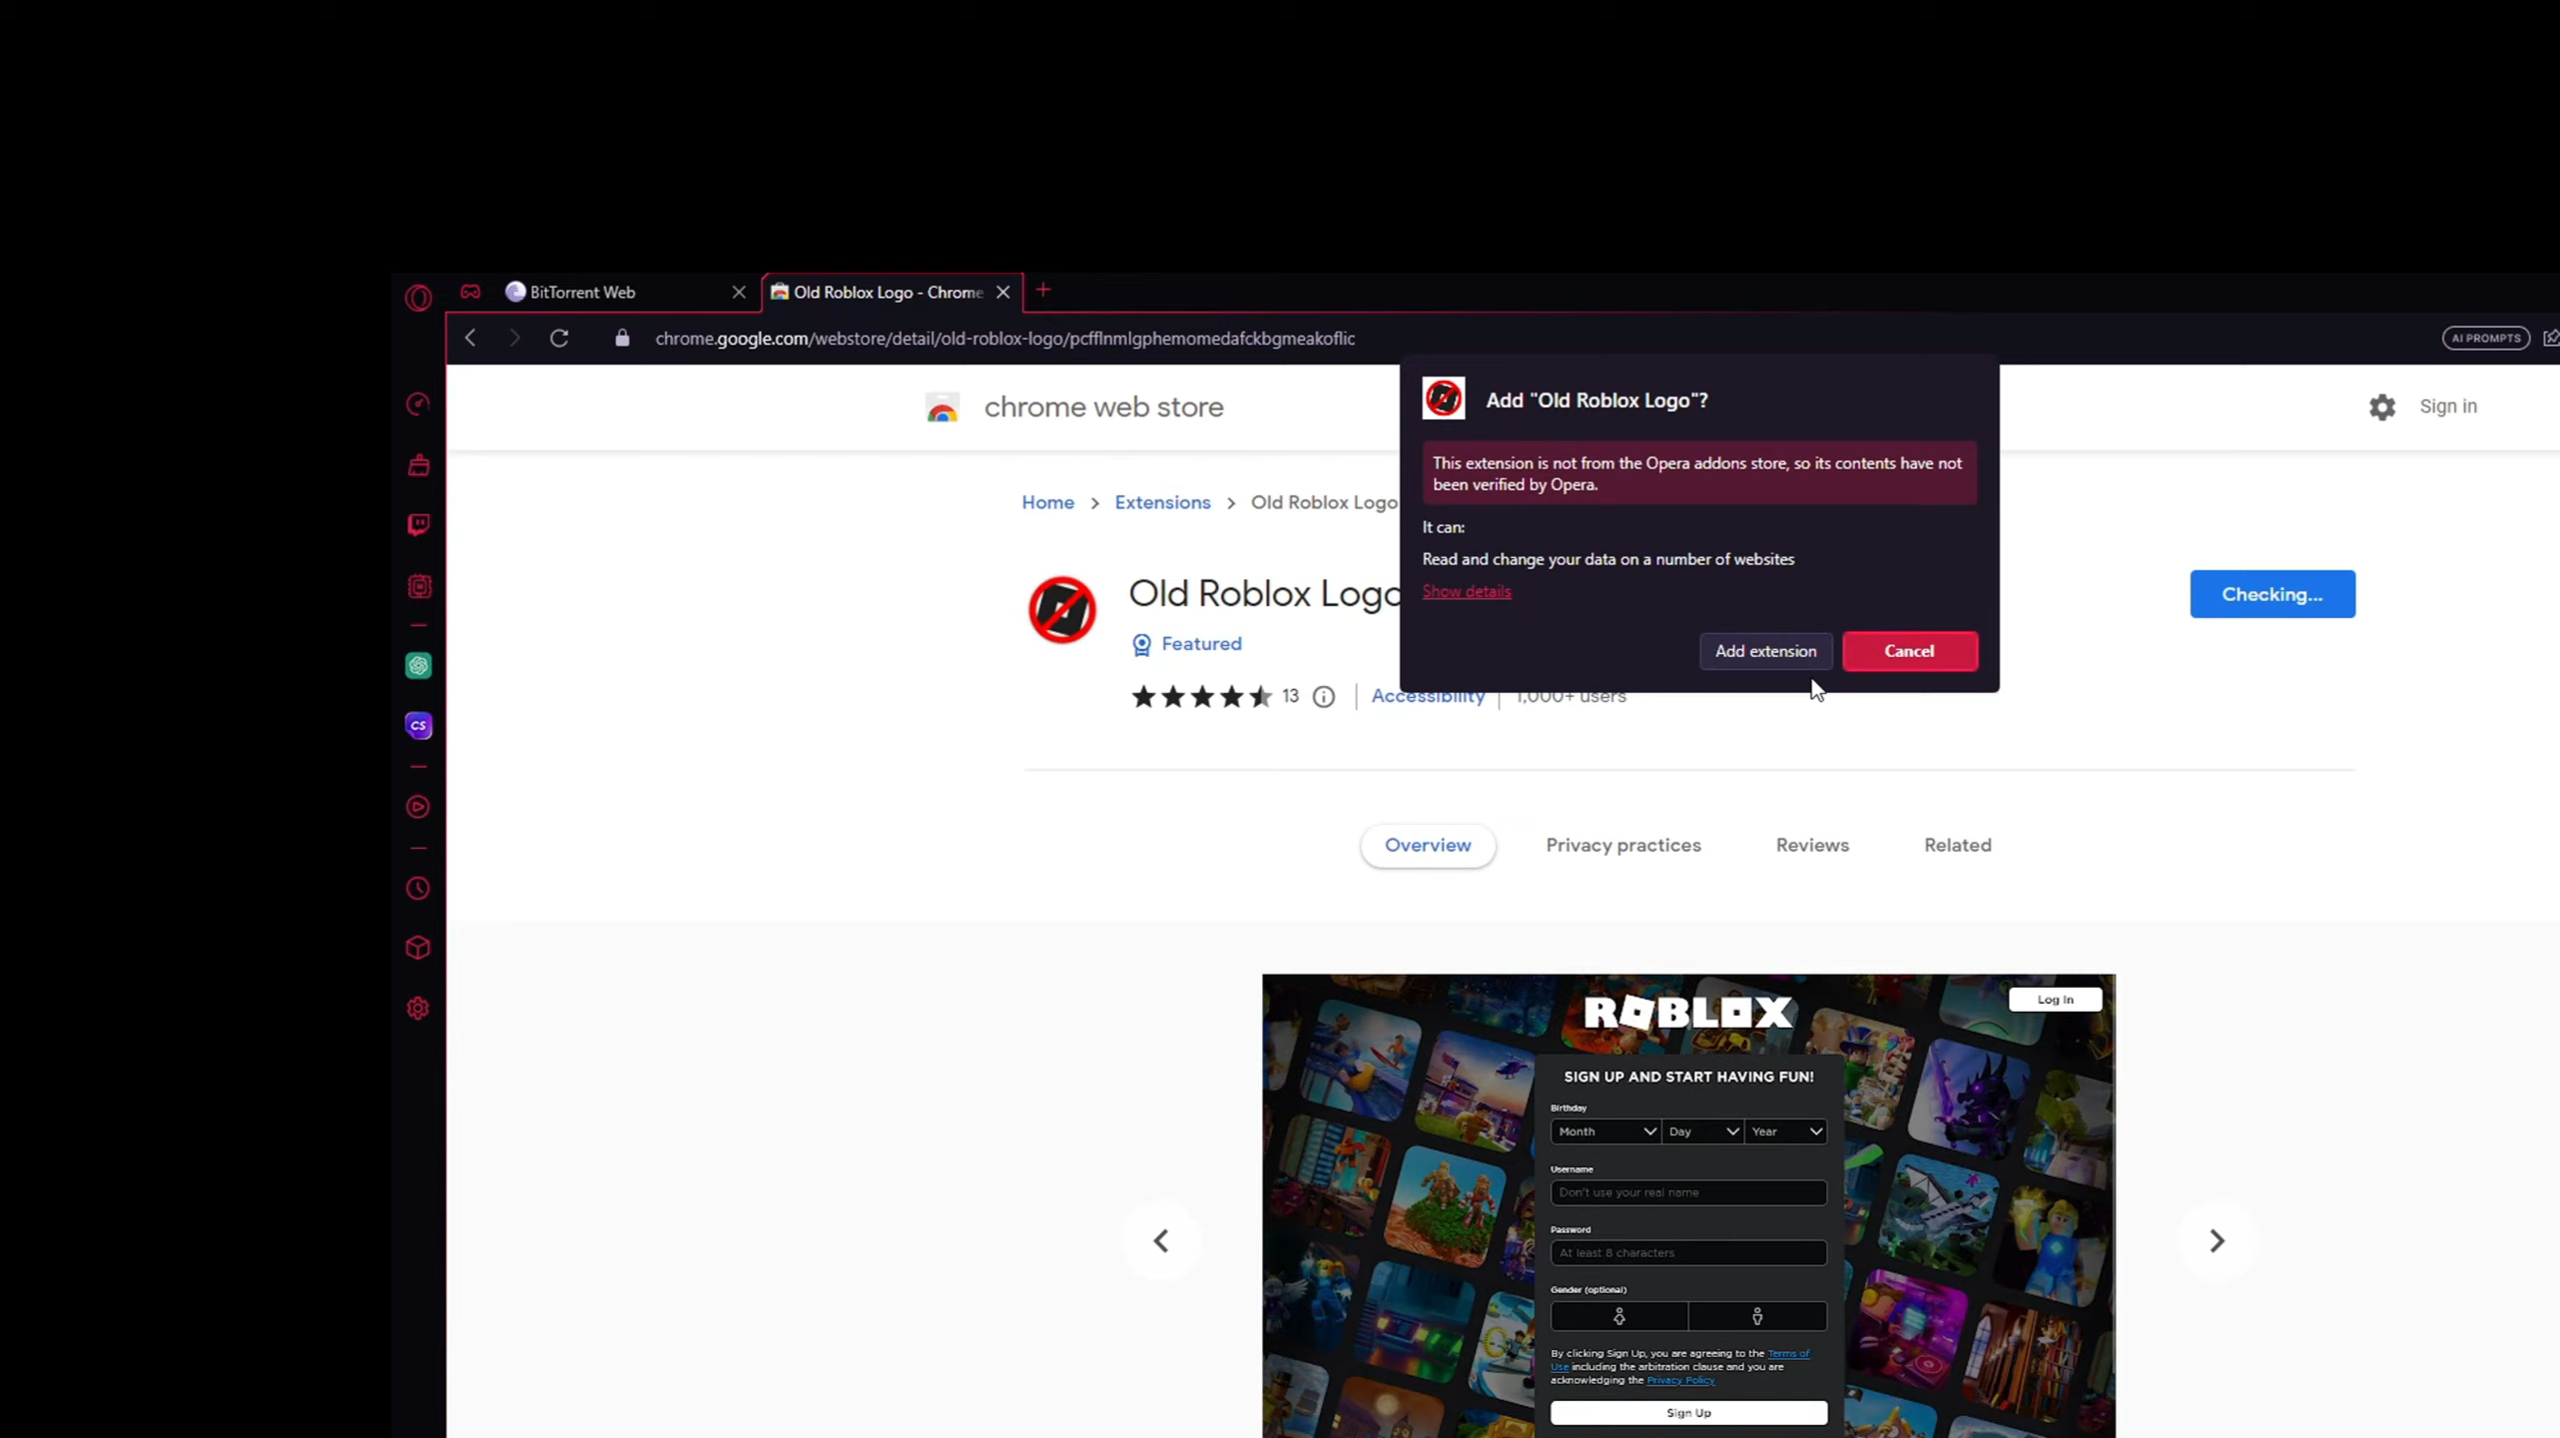 BitTorrent Web
Old Roblox Logo - Chrome
chrome.google.com/webstore/detail/old-roblox-logo/pcfflnmlgphemomedafckbgmeakoflic
AI PROMPTS
chrome web store
Sign in
Add "Old Roblox Logo"?
This extension is not from the Opera addons store, so its contents have not
been verified by Opera.
It can:
Read and change your data on a number of websites
Show details
Add extension
Cancel
Home > Extensions > Old Roblox Logo
Old Roblox Logo
Checking...
Featured
13
Accessibility
1,000+ users
CS
Overview
Privacy practices
Reviews
Related
ROBLOX
Log In
SIGN UP AND START HAVING FUN!
Birthday
Month Day Year
Username
Don't use your real name
Password
At least 8 characters
Gender (optional)
By clicking Sign Up, you are agreeing to the Terms of
Use including the arbitration clause and you are
acknowledging the Privacy Policy
Sign Up